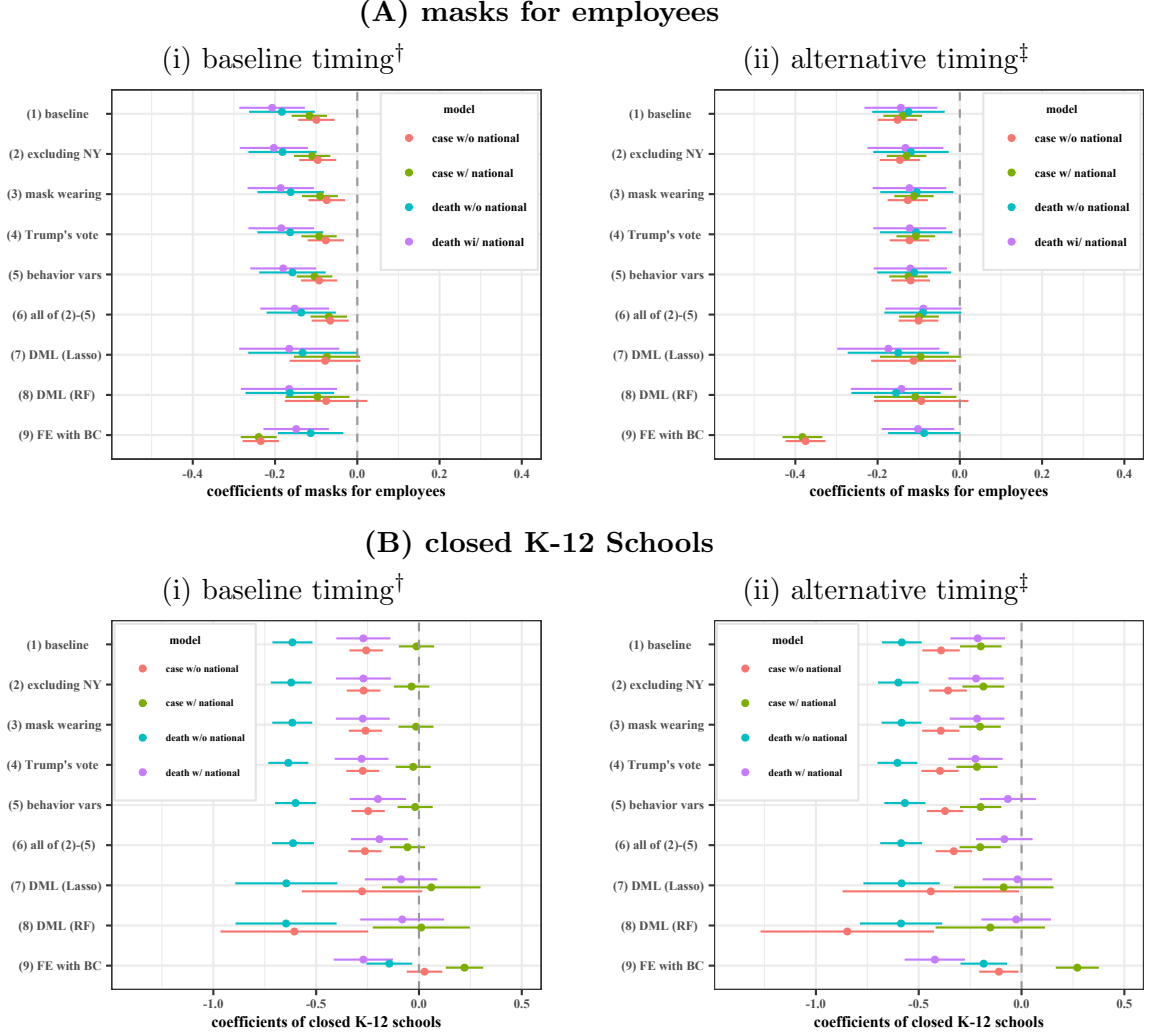 (A) masks for employees
(i) baseline timing†
(ii) alternative timing‡
(1) baseline
(2) excluding NY
(3) mask wearing
(4) Trump's vote
(5) behavior vars
(6) all of (2)-(5)
(7) DML (Lasso)
(8) DML (RF)
(9) FE with BC
model
case w/o national
case w/ national
death w/o national
death wi/ national
-0.4 -0.2 0.0 0.2 0.4
coefficients of masks for employees
(1) baseline
(2) excluding NY
(3) mask wearing
(4) Trump's vote
(5) behavior vars
(6) all of (2)-(5)
(7) DML (Lasso)
(8) DML (RF)
(9) FE with BC
model
case w/o national
case w/ national
death w/o national
death wi/ national
-0.4 -0.2 0.0 0.2 0.4
coefficients of masks for employees
(B) closed K-12 Schools
(i) baseline timing†
(ii) alternative timing‡
(1) baseline
(2) excluding NY
(3) mask wearing
(4) Trump's vote
(5) behavior vars
(6) all of (2)-(5)
(7) DML (Lasso)
(8) DML (RF)
(9) FE with BC
model
case w/o national
case w/ national
death w/o national
death w/ national
-1.0 -0.5 0.0 0.5
coefficients of closed K-12 schools
(1) baseline
(2) excluding NY
(3) mask wearing
(4) Trump's vote
(5) behavior vars
(6) all of (2)-(5)
(7) DML (Lasso)
(8) DML (RF)
(9) FE with BC
model
case w/o national
case w/ national
death w/o national
death w/ national
-1.0 -0.5 0.0 0.5
coefficients of closed K-12 schools